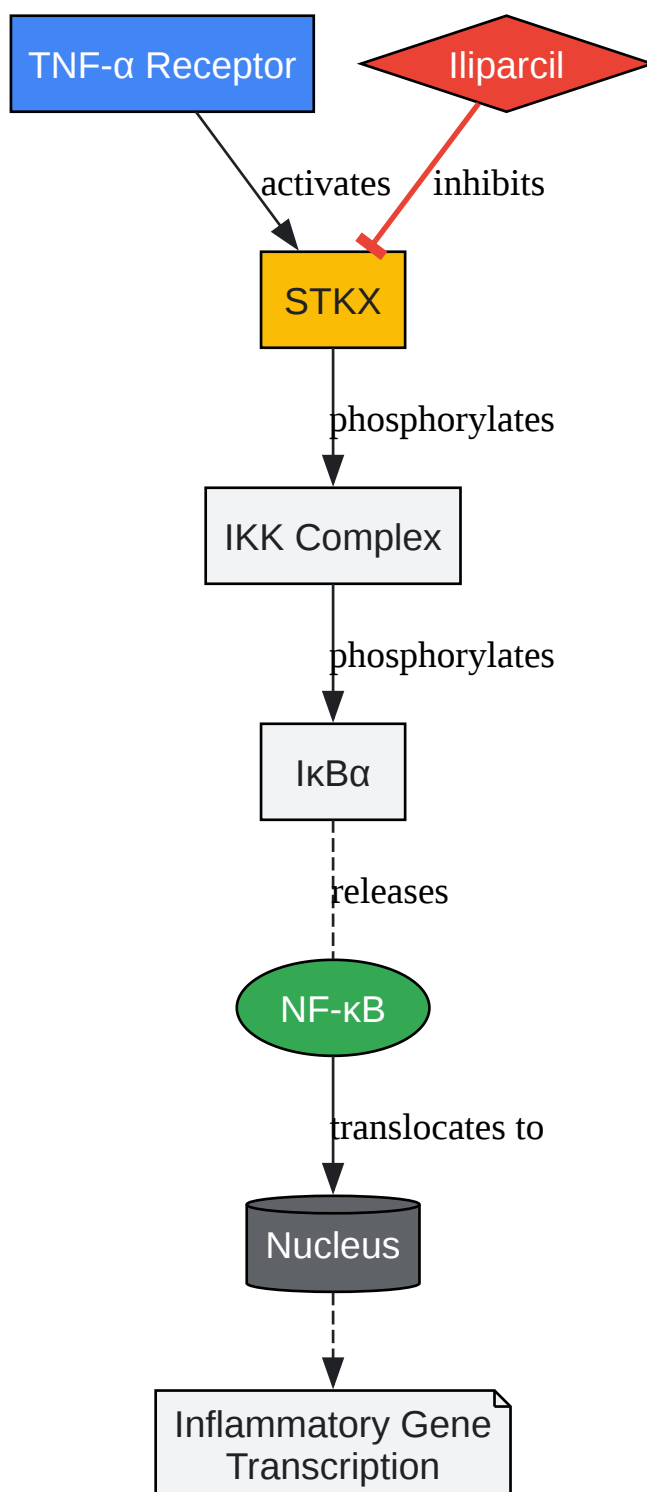 TNF-α Receptor
Iliparcil
activates
inhibits
STKX
phosphorylates
IKK Complex
phosphorylates
IκBα
releases
NF-κB
translocates to
Nucleus
Inflammatory Gene
Transcription